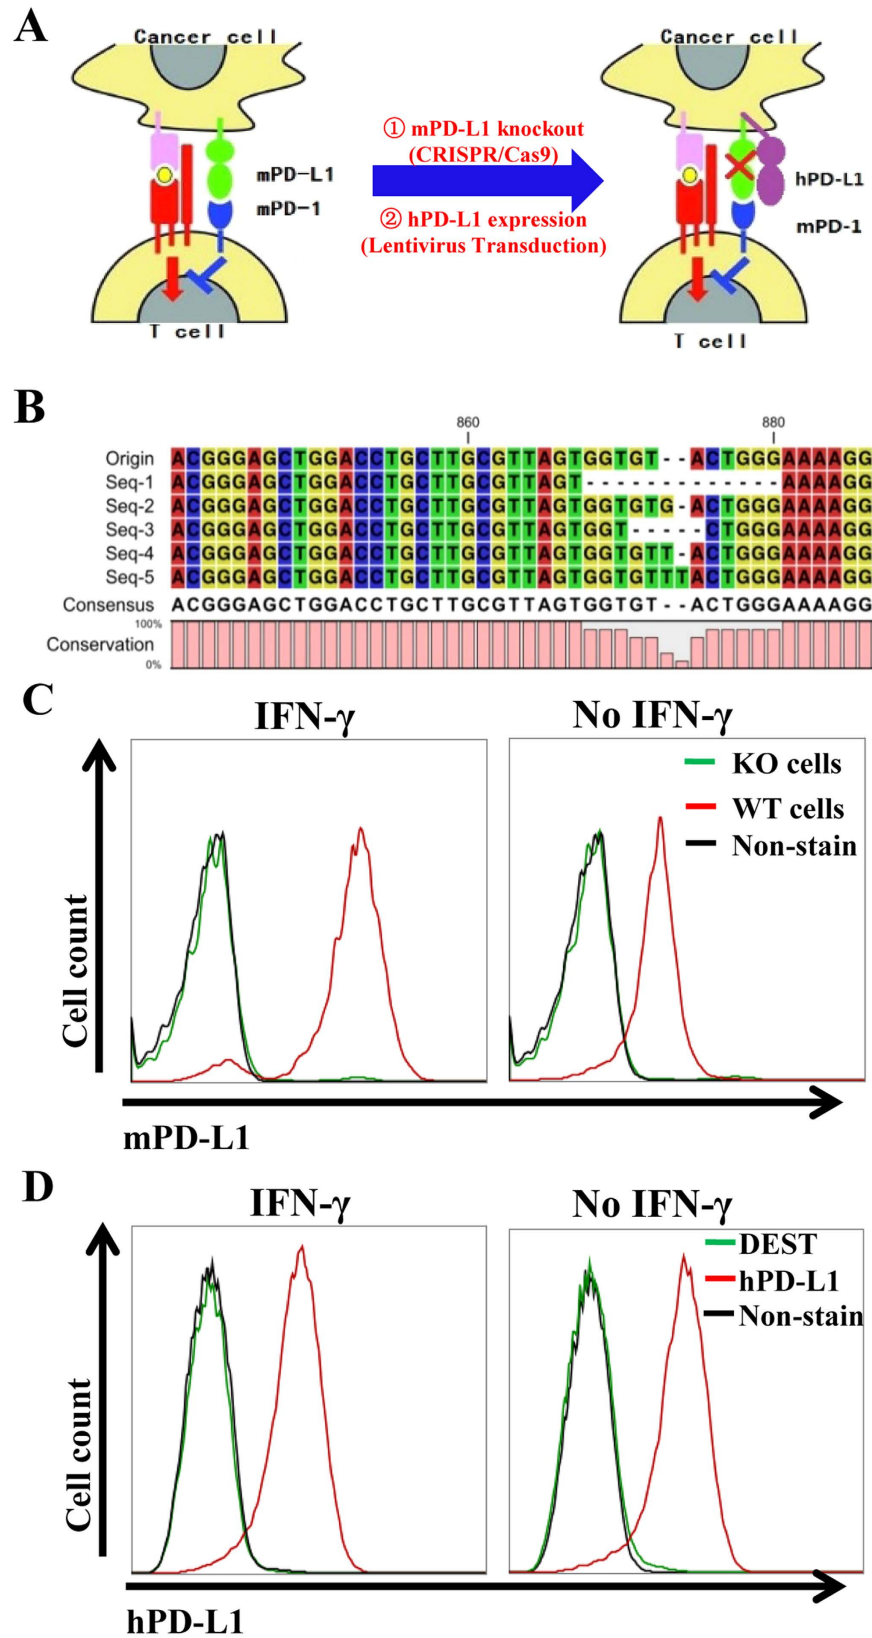 A
Cancer cell
Cancer cell
① mPD-L1 knockout
(CRISPR/Cas9)
mPD-L1
mPD-1
② hPD-L1 expression
(Lentivirus Transduction)
hPD-L1
mPD-1
T cell
T cell
B
860 880
Origin ACGGGAGCTGGACCTGCTTGCGTTAGTGGTGT--ACTGGGAAAAGG
Seq-1 ACGGGAGCTGGACCTGCTTGCGTTAGT-------------AAAAGG
Seq-2 ACGGGAGCTGGACCTGCTTGCGTTAGTGGTGTG-ACTGGGAAAAGG
Seq-3 ACGGGAGCTGGACCTGCTTGCGTTAGTGGT-----CTGGGAAAAGG
Seq-4 ACGGGAGCTGGACCTGCTTGCGTTAGTGGTGTT-ACTGGGAAAAGG
Seq-5 ACGGGAGCTGGACCTGCTTGCGTTAGTGGTGTTTACTGGGAAAAGG
Consensus ACGGGAGCTGGACCTGCTTGCGTTAGTGGTGT--ACTGGGAAAAGG
100%
Conservation
0%
C
IFN-γ
No IFN-γ
KO cells
WT cells
Non-stain
Cell count
mPD-L1
D
IFN-γ
No IFN-γ
DEST
hPD-L1
Non-stain
Cell count
hPD-L1